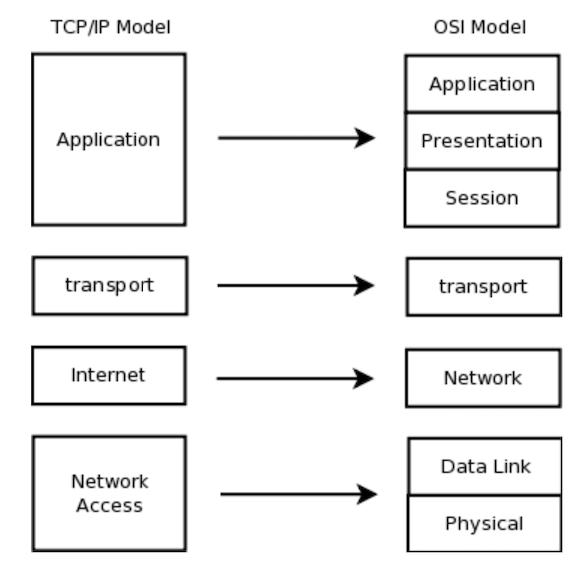 TCP/IP Model
OSI Model
Application
Application
Presentation
Session
transport
transport
Internet
Network
Network
Access
Data Link
Physical